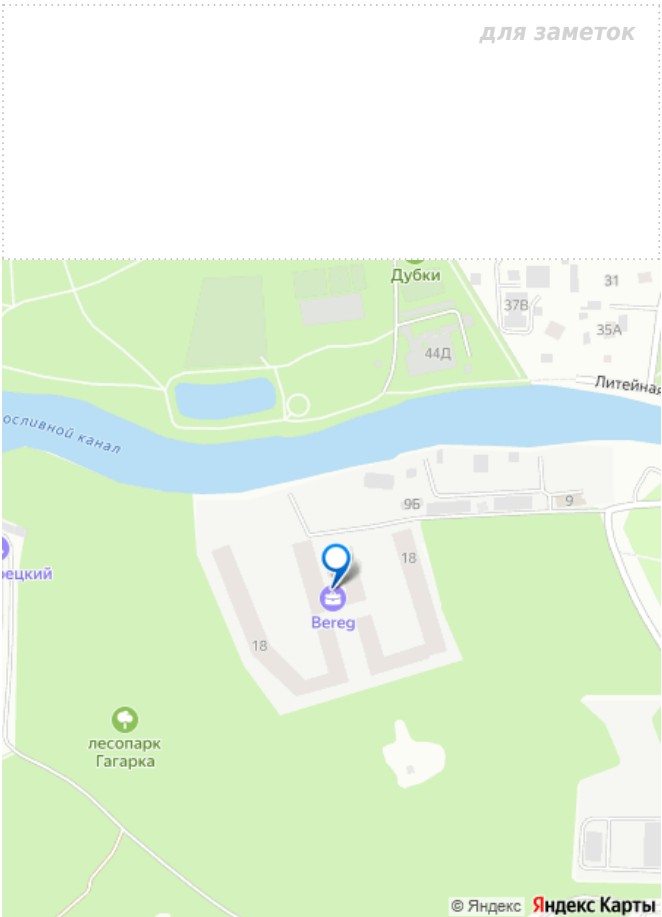 для заметок
Дубки
31
37В
35А
44Д
Литейная
осливной канал
9Б
9
рецкий
18
Bereg
18
лесопарк
Гагарка
© Яндекс Яндекс Карты